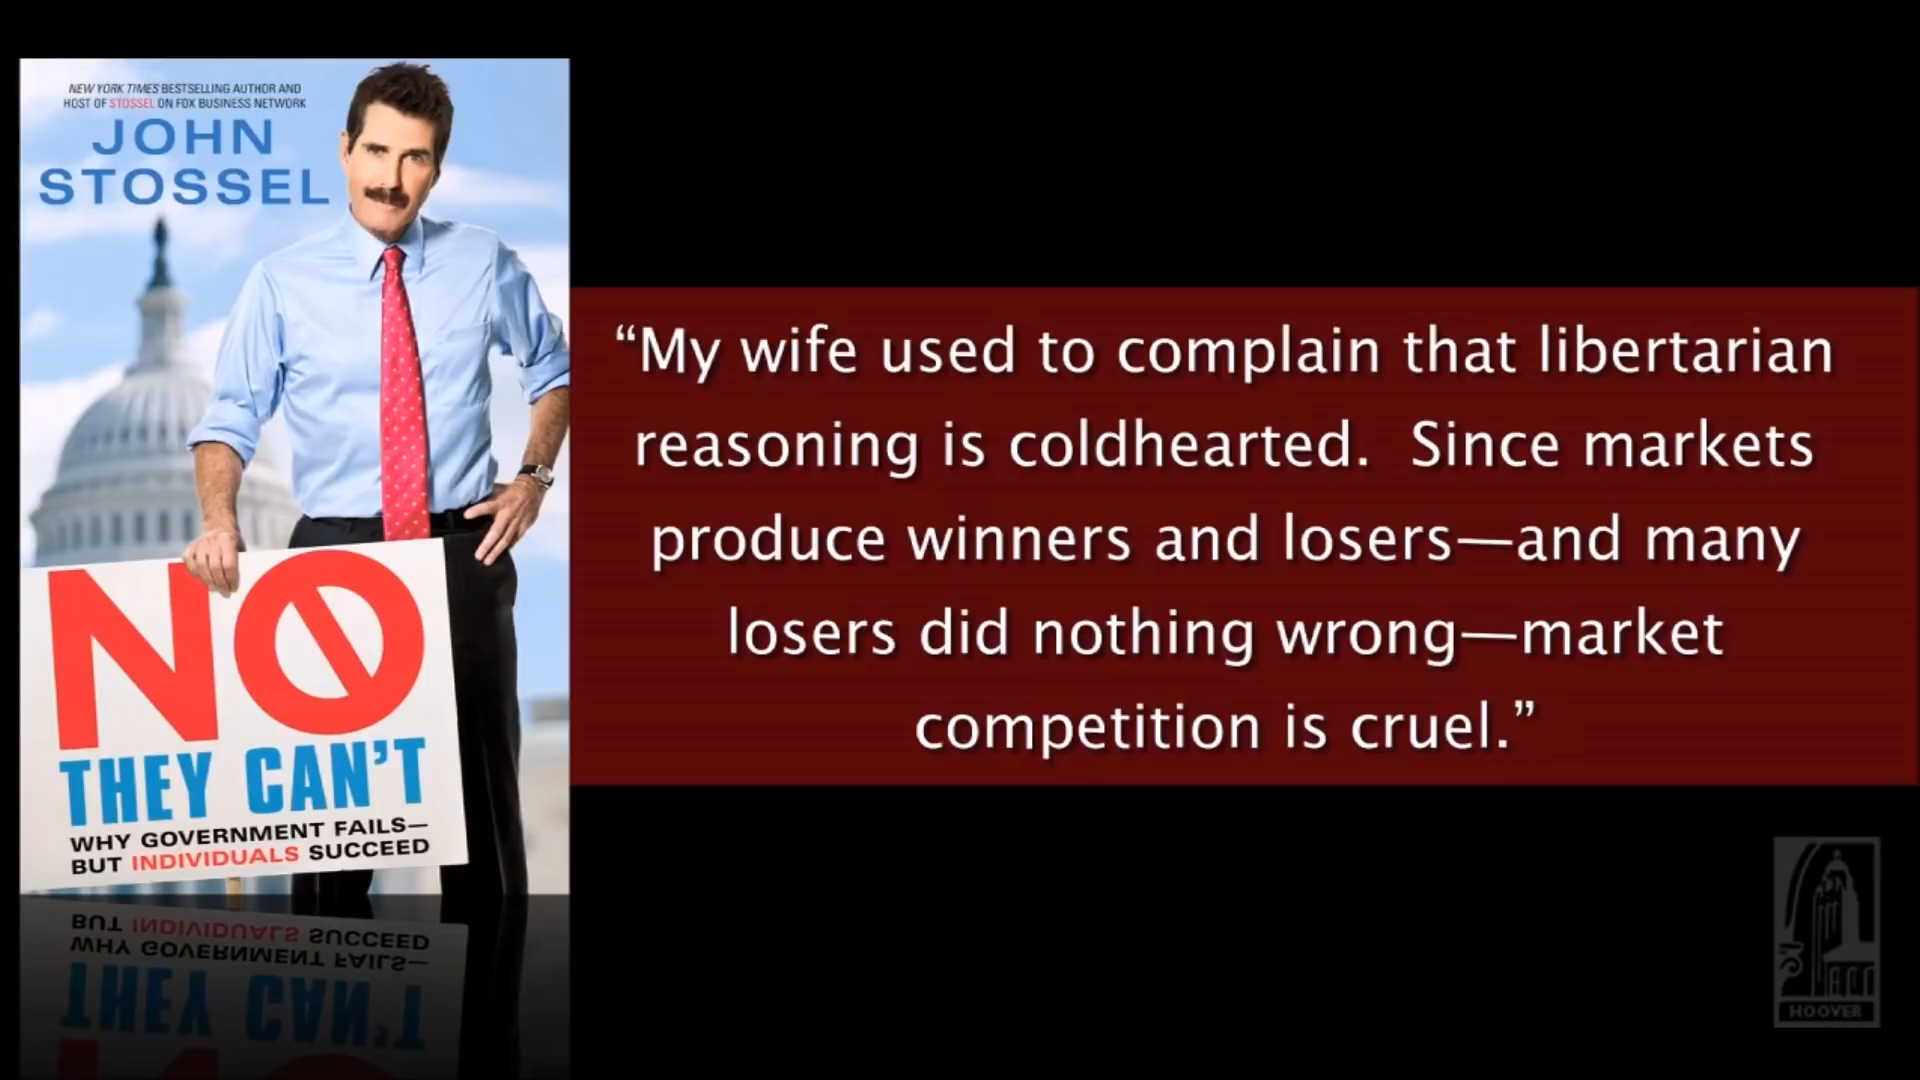 NEW YORK TIMES BESTSELLING AUTHOR AND
HOST OF STOSSEL ON FOX BUSINESS NETWORK
JOHN
STOSSEL
NO
THEY CAN'T
WHY GOVERNMENT FAILS—
BUT INDIVIDUALS SUCCEED
“My wife used to complain that libertarian
reasoning is coldhearted.  Since markets
produce winners and losers—and many
losers did nothing wrong—market
competition is cruel.”
HOOVER